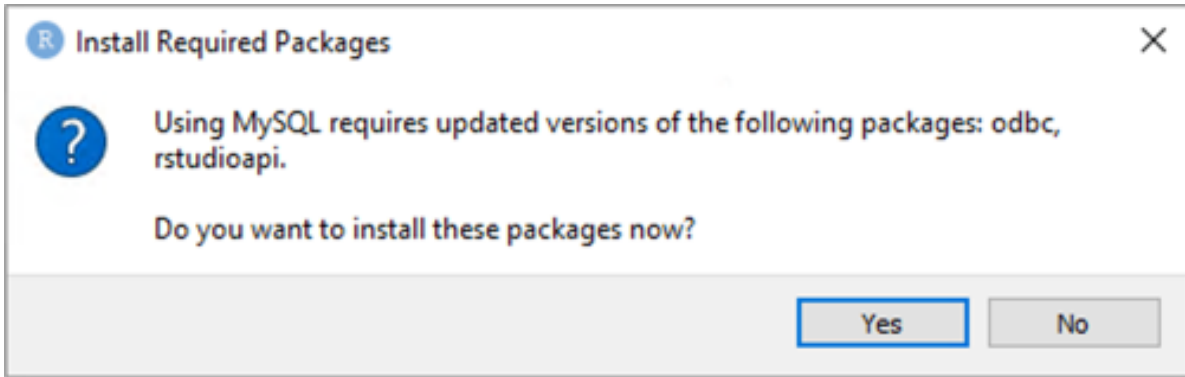 R Install Required Packages
?
Using MySQL requires updated versions of the following packages: odbc,
rstudioapi.
Do you want to install these packages now?
Yes No